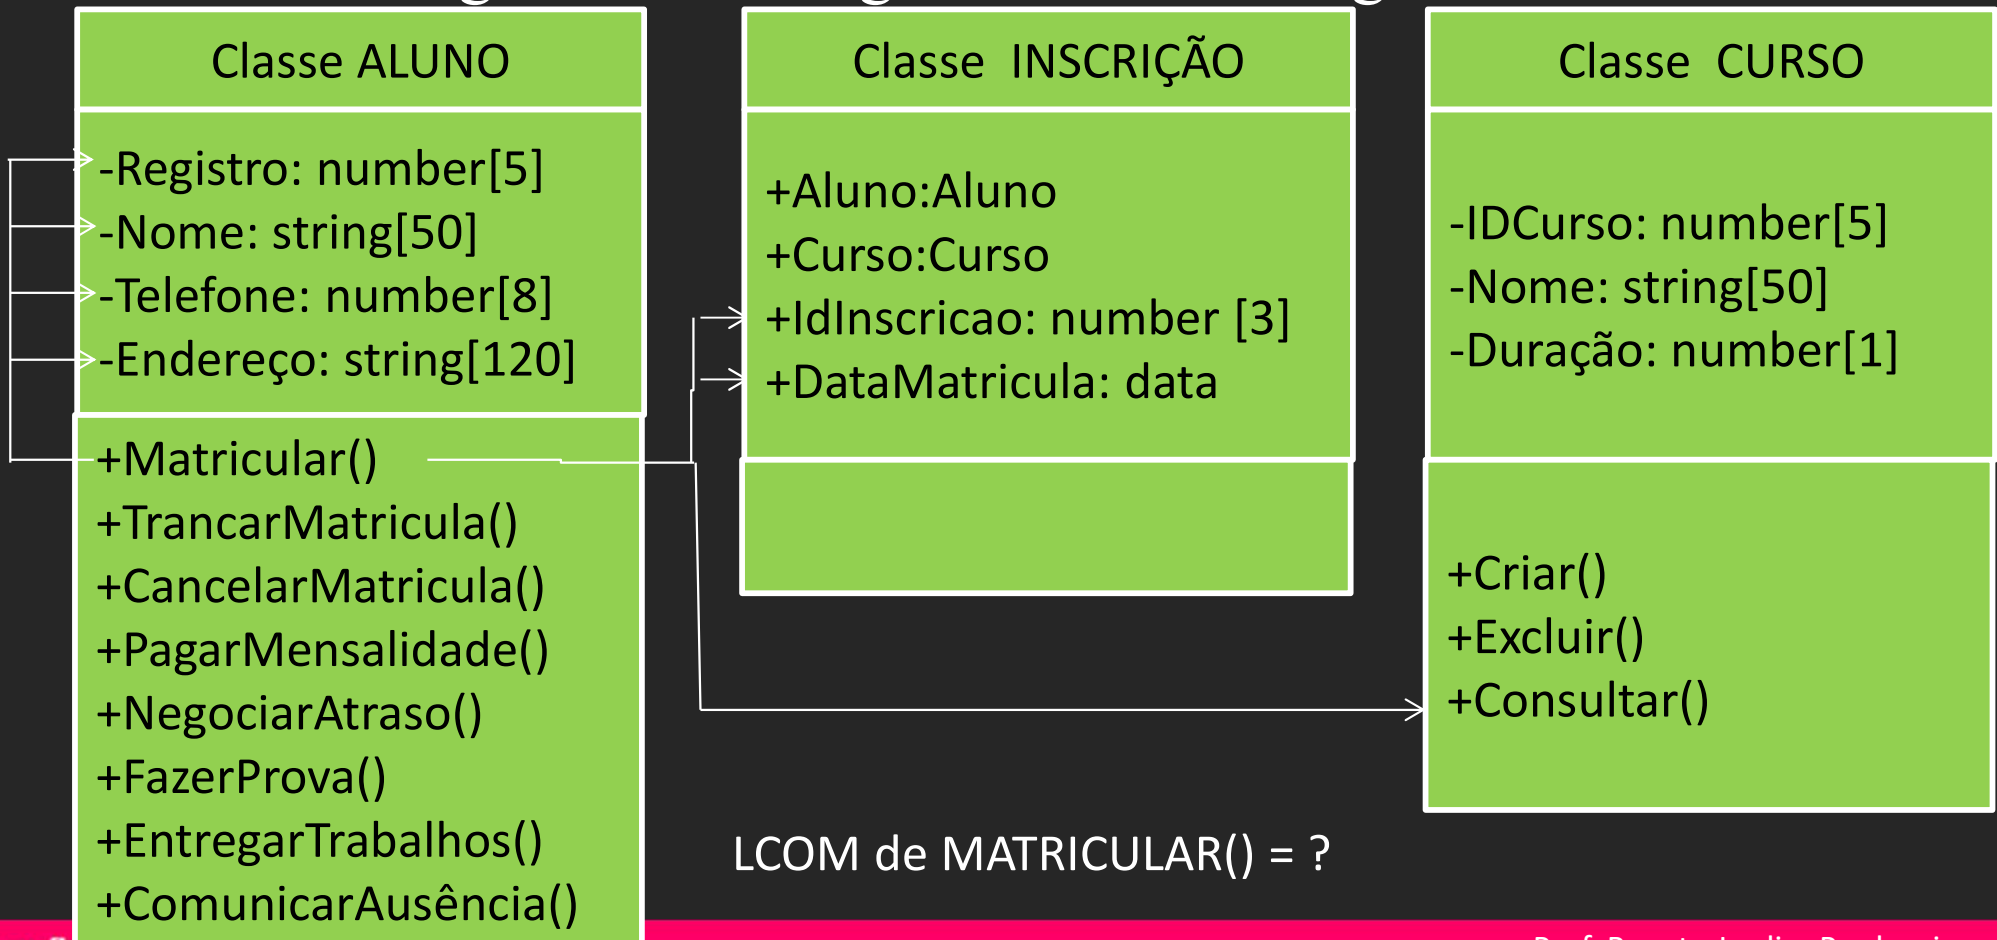 Classe ALUNO
-Registro: number[5]
-Nome: string[50]
-Telefone: number[8]
-Endereço: string[120]
+Matricular()
+TrancarMatricula()
+CancelarMatricula()
+PagarMensalidade()
+NegociarAtraso()
+FazerProva()
+EntregarTrabalhos()
+ComunicarAusência()
Classe INSCRIÇÃO
+Aluno:Aluno
+Curso:Curso
+IdInscricao: number [3]
+DataMatricula: data
Classe CURSO
-IDCurso: number[5]
-Nome: string[50]
-Duração: number[1]
+Criar()
+Excluir()
+Consultar()
LCOM de MATRICULAR() = ?